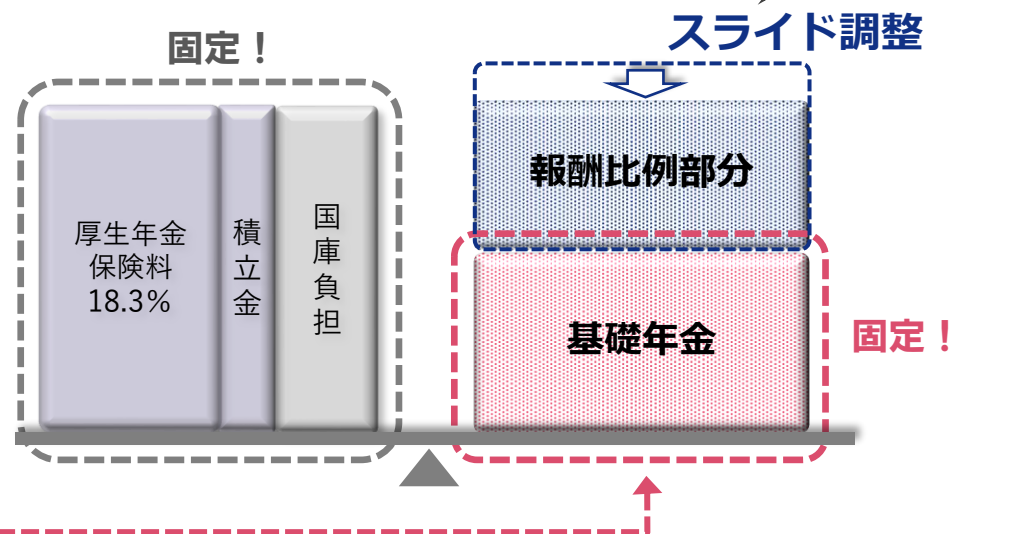 スライド調整
固定！
報酬比例部分
厚生年金
保険料
18.3%
積立金
国庫負担
基礎年金
固定！